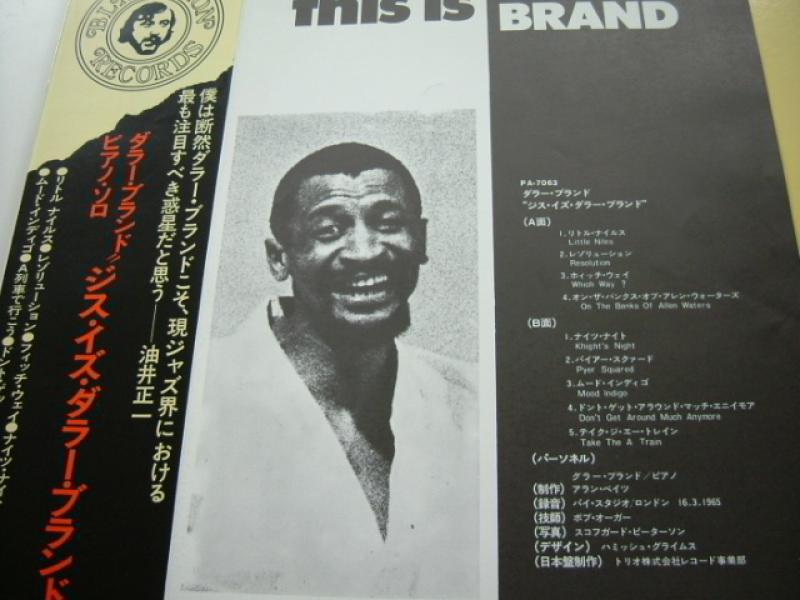 this is
BRAND
BLACK LION
RECORDS
僕は断然ダラー・ブランドこそ、現ジャズ界における
最も注目すべき惑星だと思う——油井正一
ダラー・ブランド//ジス・イズ・ダラー・ブランド
ピアノ・ソロ
●リトル ナイルス●レゾリューション●フィッチ・ウェイ●ナイツ・ナイ
ムード・インディゴ●A列車で行こう●ドント・ゲッ
PA-7063
ダラー・ブランド
"ジス・イズ・ダラー・ブランド"
(A面)
1.リトル・ナイルス
Little Niles
2.レゾリューション
Resolution
3.ホィッチ・ウェイ
Which Way ?
4.オン・ザ・バンクス・オブ・アレン・ウォーターズ
On The Banks Of Allen Waters
(B面)
1.ナイツ・ナイト
Khight's Night
2.パイアー・スクァード
Pyer Squared
3.ムード・インディゴ
Mood Indigo
4.ドント・ゲット・アラウンド・マッチ・エニイモア
Don't Get Around Much Anymore
5.テイク・ジ・エー・トレイン
Take The A Train
(パーソネル)
グラー・ブランド/ピアノ
(制作) アラン・ベイツ
(録音) パイ・スタジオ/ロンドン 16.3.1965
(技師) ボブ・オーガー
(写真) スコフガード・ピーターソン
(デザイン) ハミッシュ・グライムス
(日本盤制作) トリオ株式会社レコード事業部